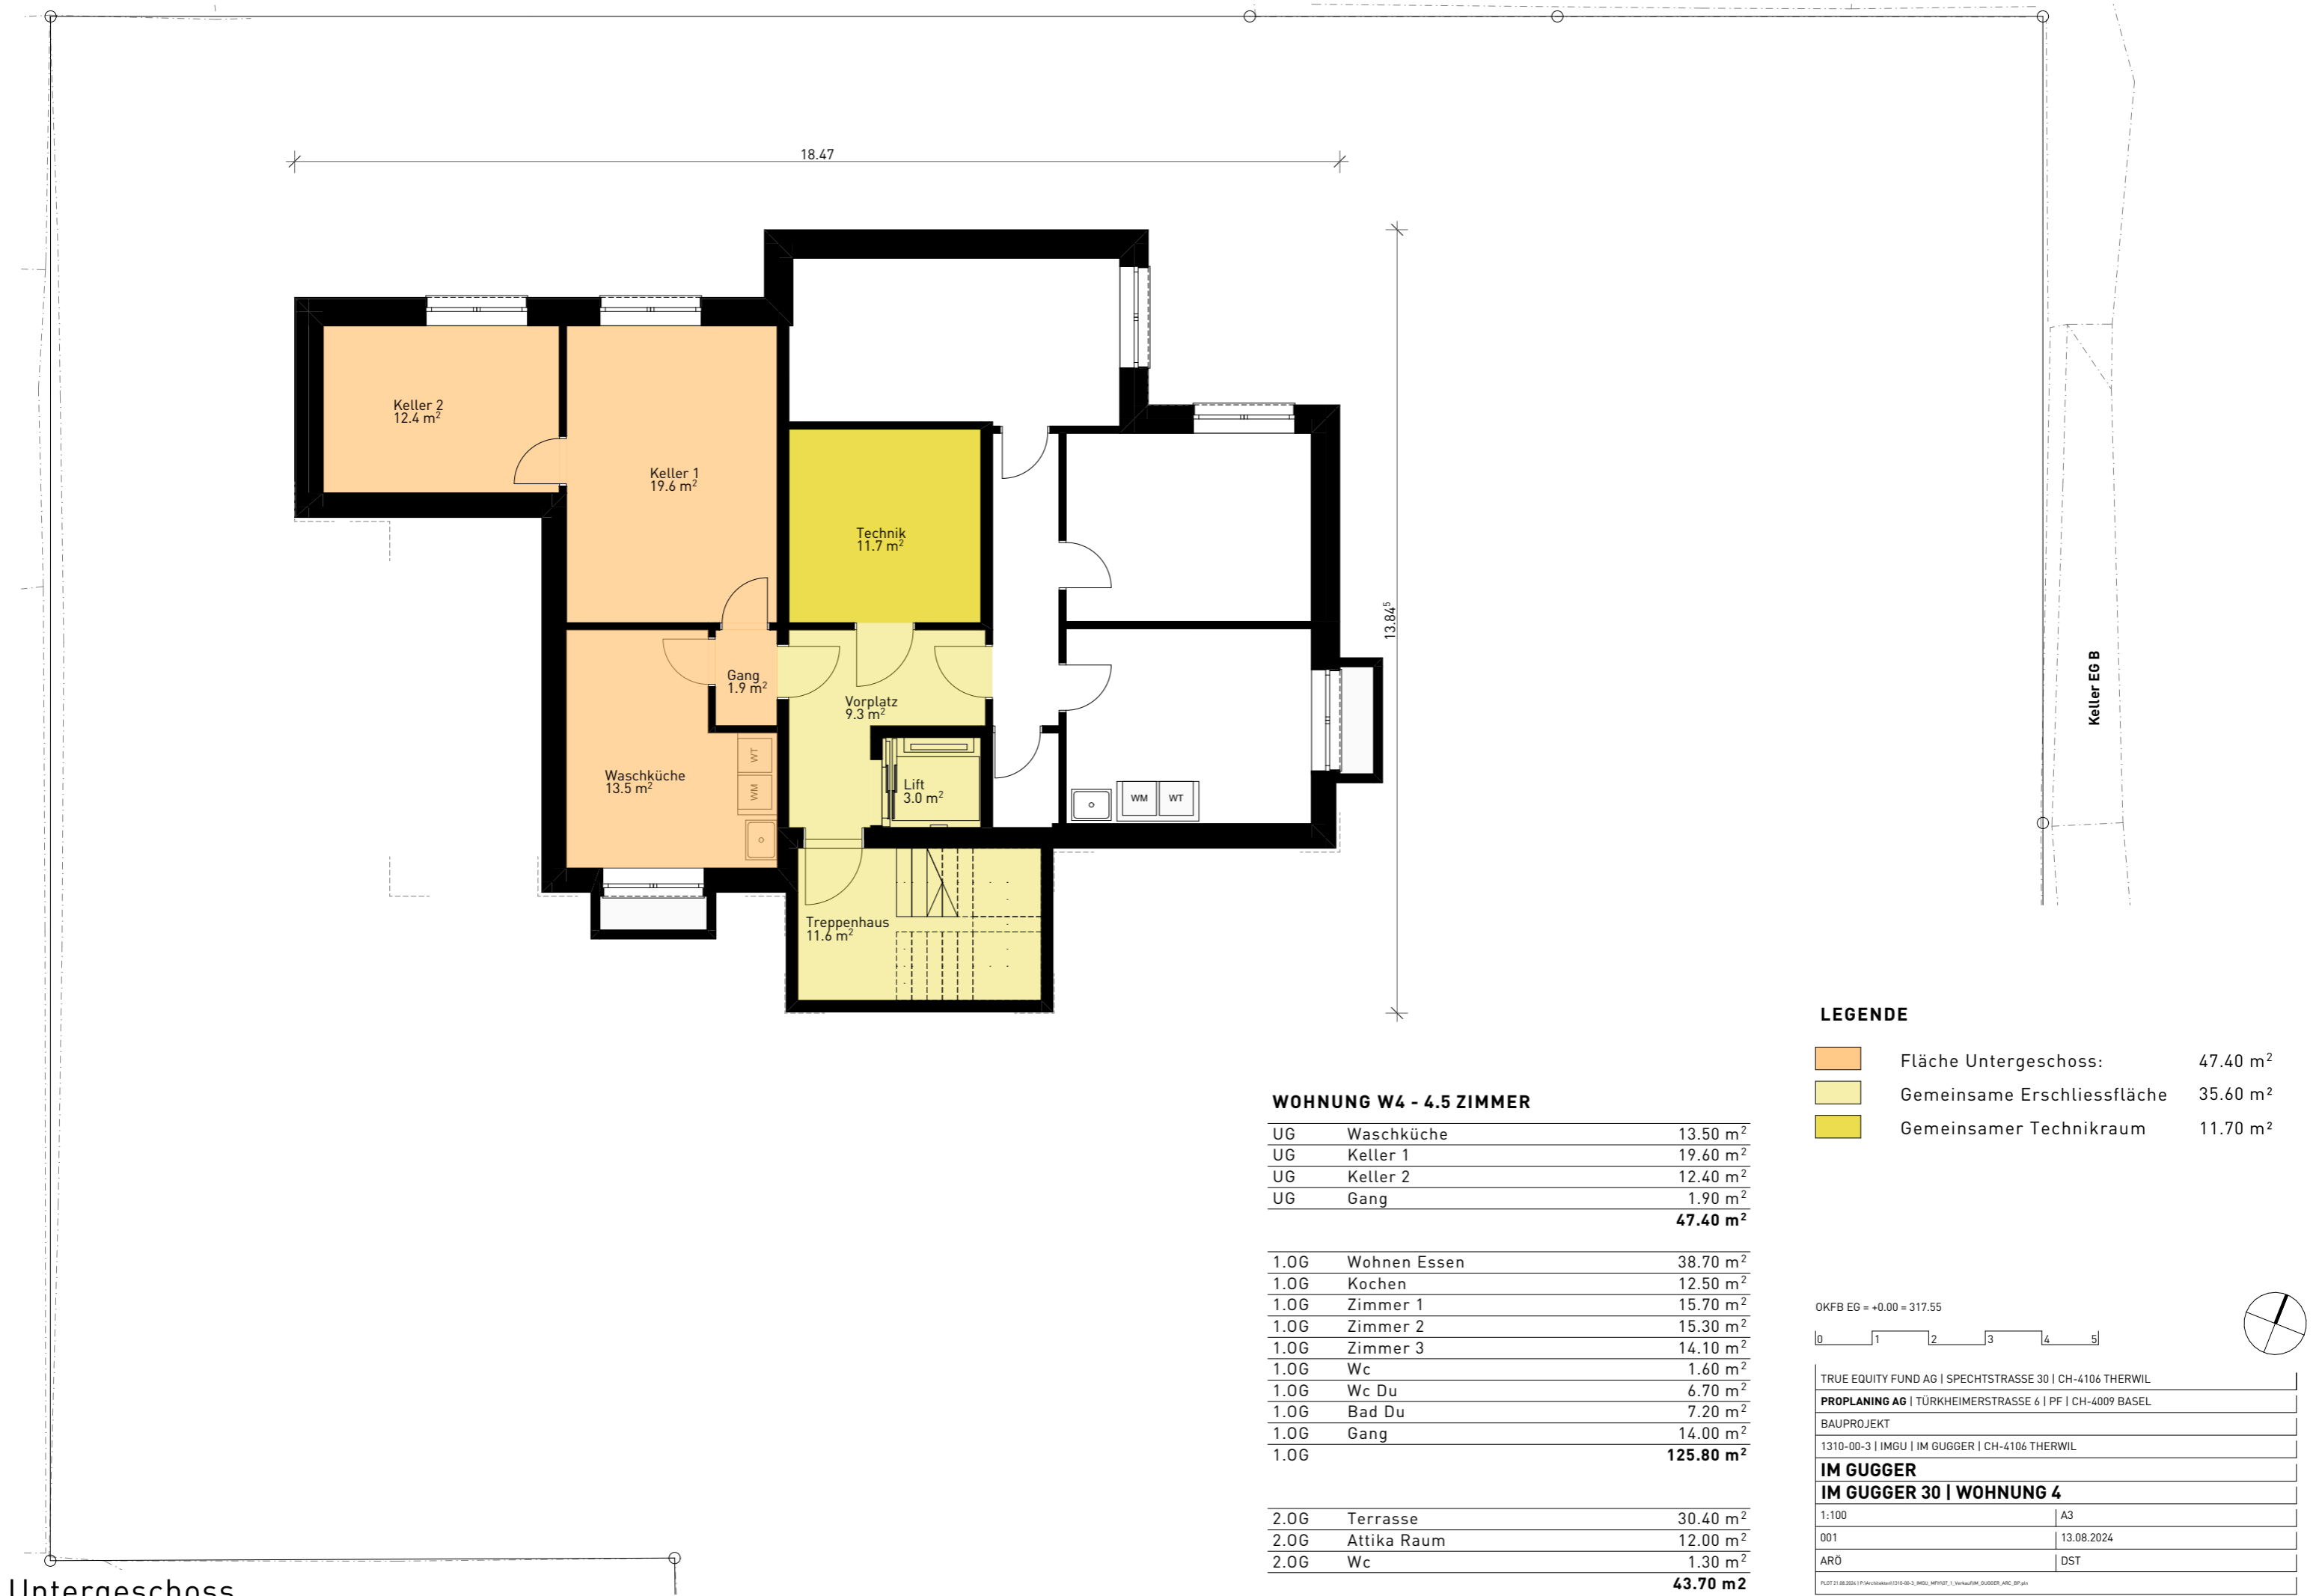 18.47
13.84⁵
Keller 2
12.4 m²
Keller 1
19.6 m²
Technik
11.7 m²
Gang
1.9 m²
Vorplatz
9.3 m²
Waschküche
13.5 m²
WT
WM
Lift
3.0 m²
WM WT
Treppenhaus
11.6 m²
Keller EG B
LEGENDE
Fläche Untergeschoss: 47.40 m²
Gemeinsame Erschliessfläche 35.60 m²
Gemeinsamer Technikraum 11.70 m²
WOHNUNG W4 - 4.5 ZIMMER
UG Waschküche 13.50 m²
UG Keller 1 19.60 m²
UG Keller 2 12.40 m²
UG Gang 1.90 m²
47.40 m²
1.OG Wohnen Essen 38.70 m²
1.OG Kochen 12.50 m²
1.OG Zimmer 1 15.70 m²
1.OG Zimmer 2 15.30 m²
1.OG Zimmer 3 14.10 m²
1.OG Wc 1.60 m²
1.OG Wc Du 6.70 m²
1.OG Bad Du 7.20 m²
1.OG Gang 14.00 m²
1.OG 125.80 m²
2.OG Terrasse 30.40 m²
2.OG Attika Raum 12.00 m²
2.OG Wc 1.30 m²
43.70 m2
OKFB EG = +0.00 = 317.55
0 1 2 3 4 5
TRUE EQUITY FUND AG | SPECHTSTRASSE 30 | CH-4106 THERWIL
PROPLANING AG | TÜRKHEIMERSTRASSE 6 | PF | CH-4009 BASEL
BAUPROJEKT
1310-00-3 | IMGU | IM GUGGER | CH-4106 THERWIL
IM GUGGER
IM GUGGER 30 | WOHNUNG 4
1:100 A3
001 13.08.2024
ARÖ DST
PLOT 21.08.2024 |
Untergeschoss